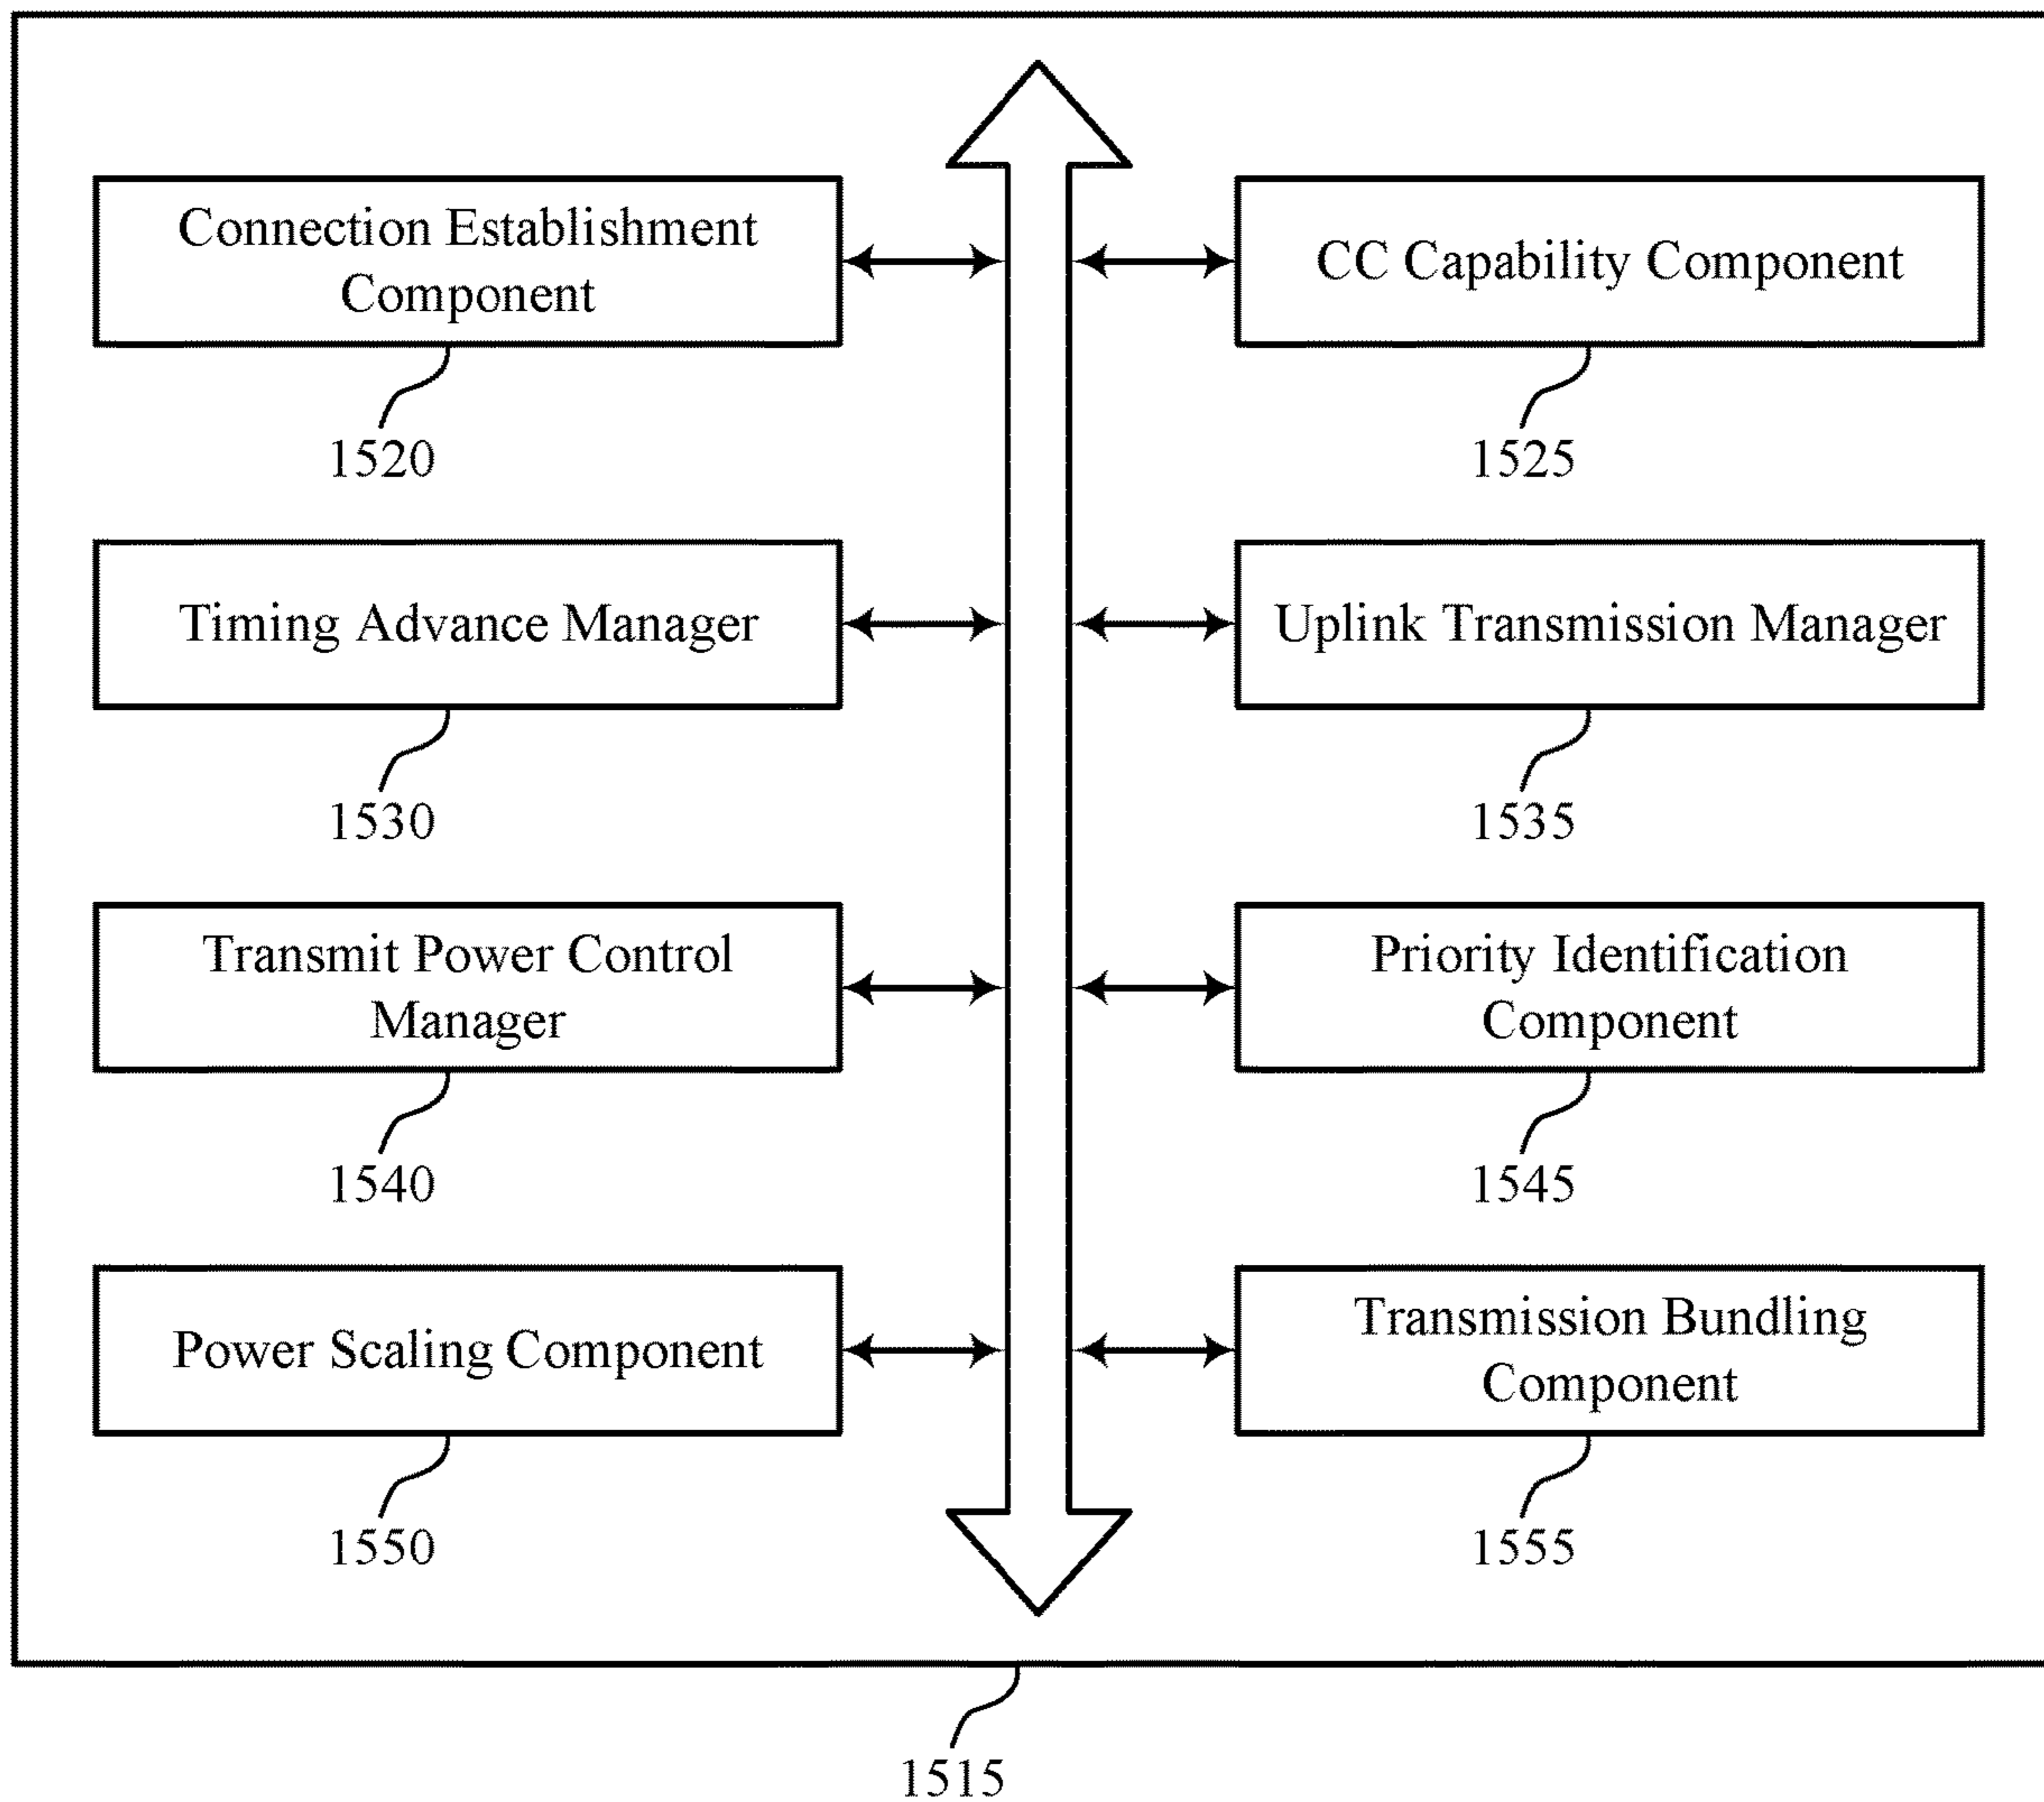 Connection Establishment
Component
1520
CC Capability Component
1525
Timing Advance Manager
1530
Uplink Transmission Manager
1535
Transmit Power Control
Manager
1540
Priority Identification
Component
1545
Power Scaling Component
1550
Transmission Bundling
Component
1555
1515